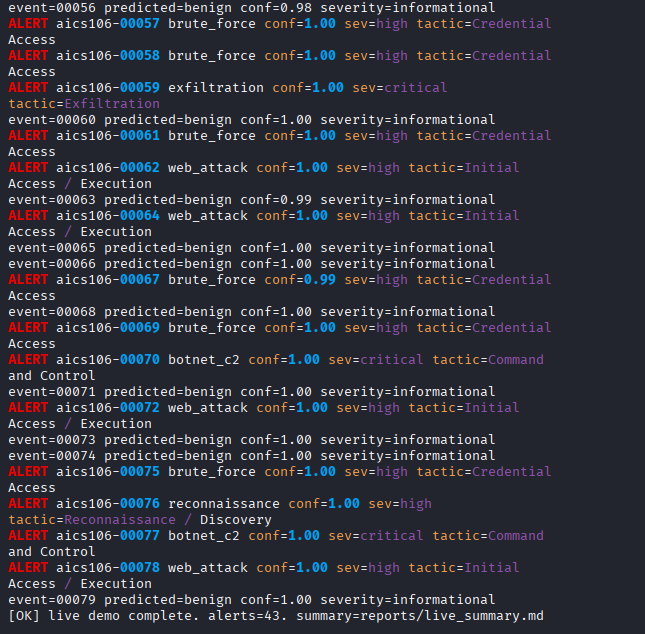 event=00056 predicted=benign conf=0.98 severity=informational
ALERT aics106-00057 brute_force conf=1.00 sev=high tactic=Credential
Access
ALERT aics106-00058 brute_force conf=1.00 sev=high tactic=Credential
Access
ALERT aics106-00059 exfiltration conf=1.00 sev=critical
tactic=Exfiltration
event=00060 predicted=benign conf=1.00 severity=informational
ALERT aics106-00061 brute_force conf=1.00 sev=high tactic=Credential
Access
ALERT aics106-00062 web_attack conf=1.00 sev=high tactic=Initial
Access / Execution
event=00063 predicted=benign conf=0.99 severity=informational
ALERT aics106-00064 web_attack conf=1.00 sev=high tactic=Initial
Access / Execution
event=00065 predicted=benign conf=1.00 severity=informational
event=00066 predicted=benign conf=1.00 severity=informational
ALERT aics106-00067 brute_force conf=0.99 sev=high tactic=Credential
Access
event=00068 predicted=benign conf=1.00 severity=informational
ALERT aics106-00069 brute_force conf=1.00 sev=high tactic=Credential
Access
ALERT aics106-00070 botnet_c2 conf=1.00 sev=critical tactic=Command
and Control
event=00071 predicted=benign conf=1.00 severity=informational
ALERT aics106-00072 web_attack conf=1.00 sev=high tactic=Initial
Access / Execution
event=00073 predicted=benign conf=1.00 severity=informational
event=00074 predicted=benign conf=1.00 severity=informational
ALERT aics106-00075 brute_force conf=1.00 sev=high tactic=Credential
Access
ALERT aics106-00076 reconnaissance conf=1.00 sev=high
tactic=Reconnaissance / Discovery
ALERT aics106-00077 botnet_c2 conf=1.00 sev=critical tactic=Command
and Control
ALERT aics106-00078 web_attack conf=1.00 sev=high tactic=Initial
Access / Execution
event=00079 predicted=benign conf=1.00 severity=informational
[OK] live demo complete. alerts=43. summary=reports/live_summary.md